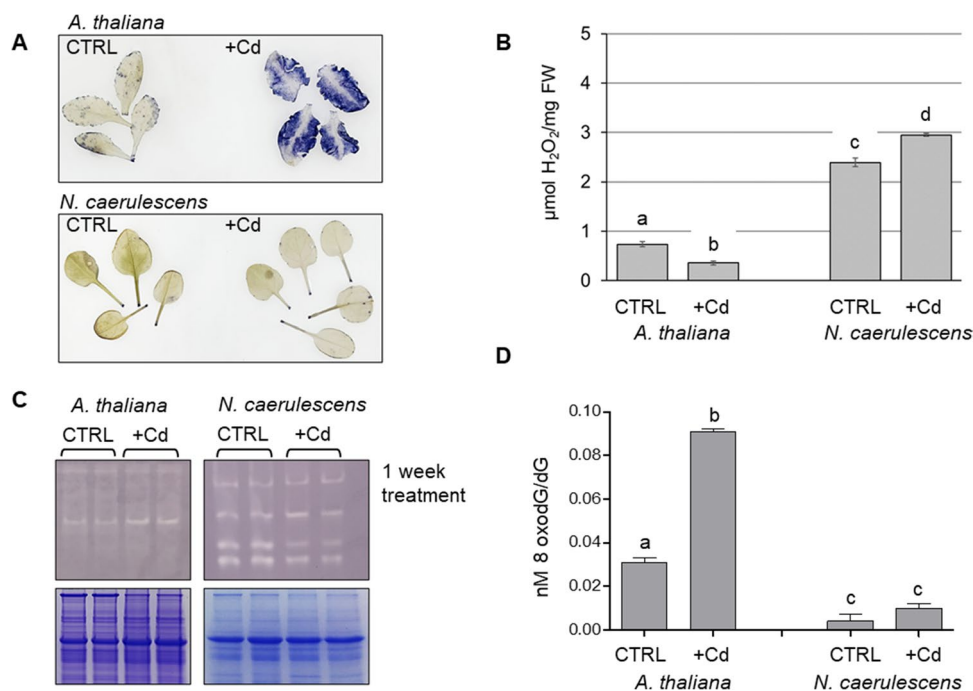 A
A. thaliana
CTRL +Cd
N. caerulescens
CTRL +Cd
B
µmol H₂O₂/mg FW
5
4
3
2
1
0
a
b
c
d
CTRL +Cd CTRL +Cd
A. thaliana N. caerulescens
C
A. thaliana N. caerulescens
CTRL +Cd CTRL +Cd
1 week
treatment
D
nM 8 oxodG/dG
0.10
0.08
0.06
0.04
0.02
0.00
a
b
c
c
CTRL +Cd CTRL +Cd
A. thaliana N. caerulescens